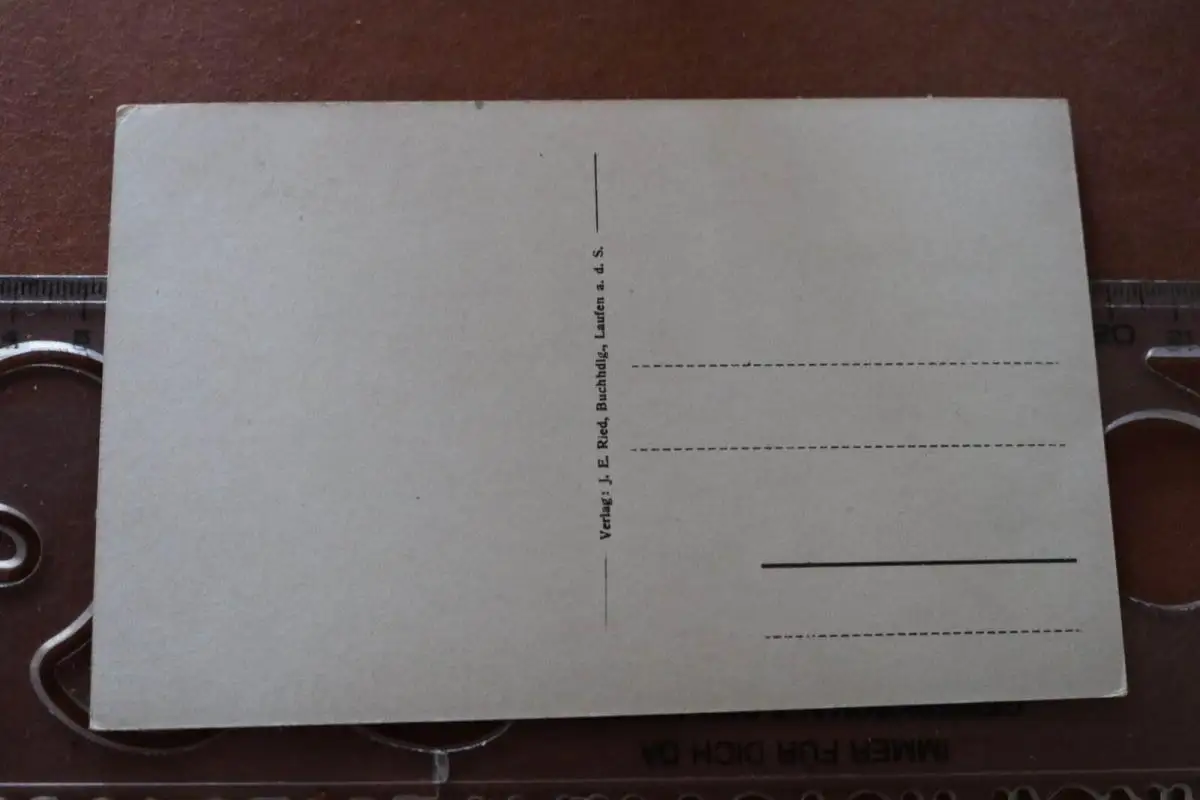 Verlag: J. E. Ried, Buchhdlg., Laufen a. d. S.
IMMER FÜR DICH DA